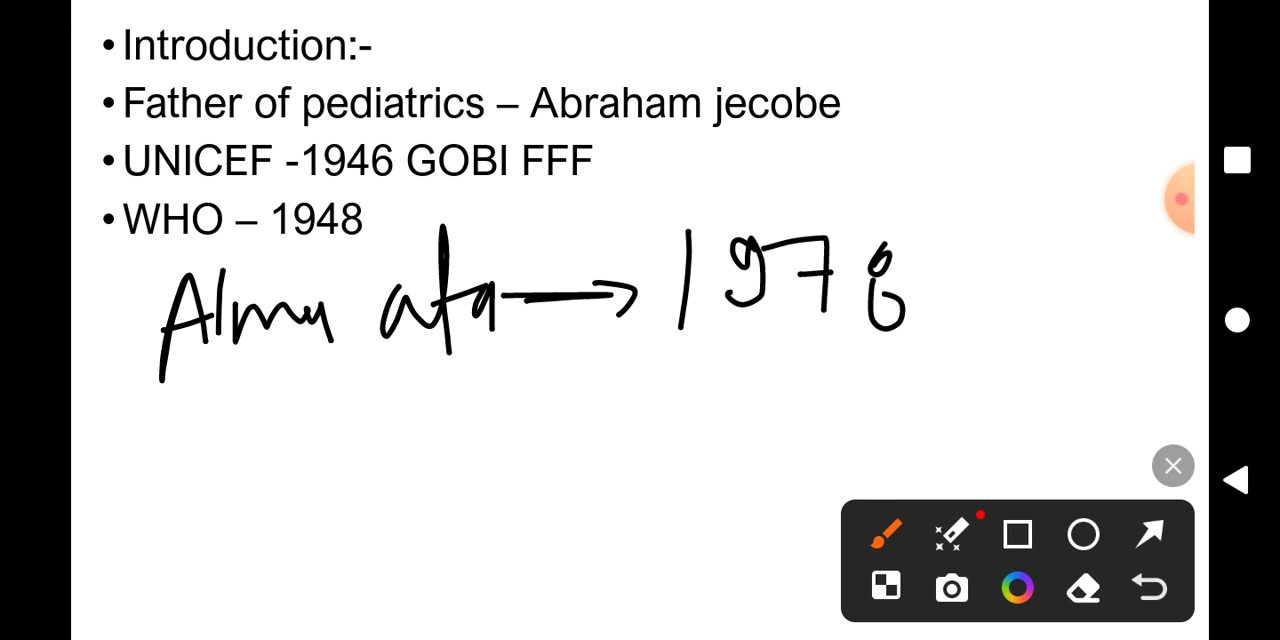 • Introduction:-
• Father of pediatrics – Abraham jecobe
• UNICEF -1946 GOBI FFF
• WHO – 1948
Alma ata → 1978